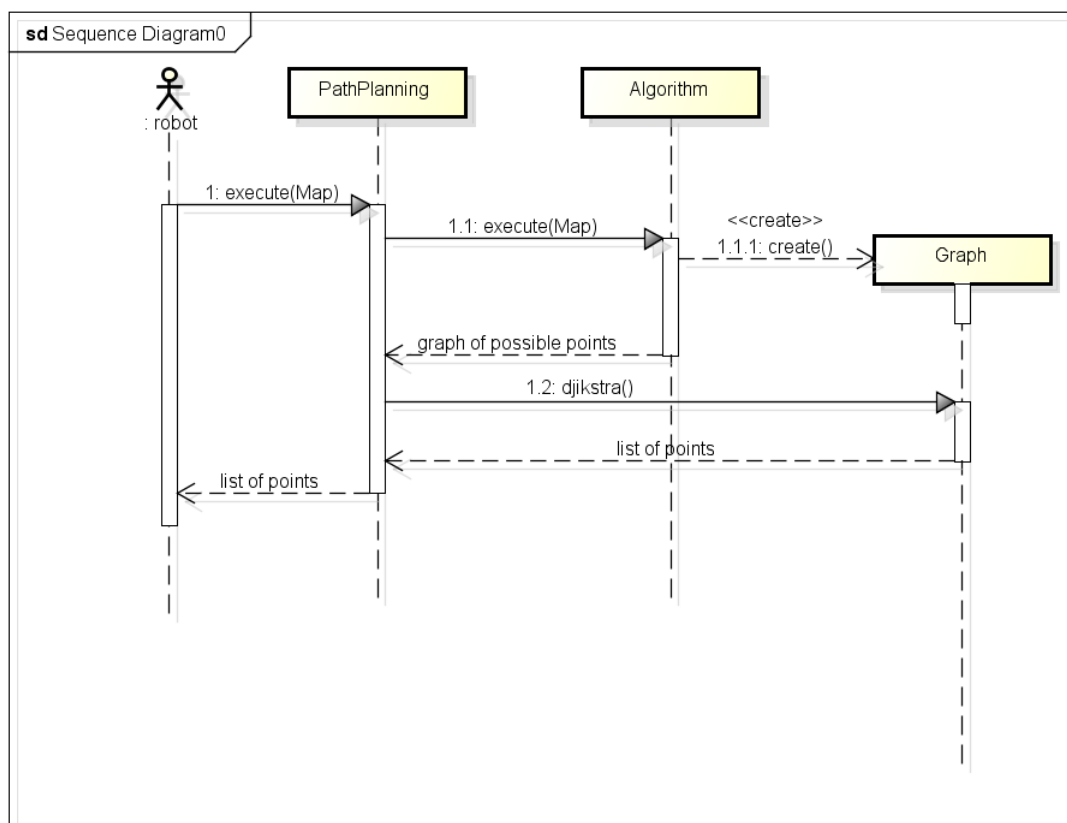 sd Sequence Diagram0
: robot
PathPlanning
Algorithm
1: execute(Map)
1.1: execute(Map)
<<create>>
1.1.1: create()
Graph
graph of possible points
1.2: djikstra()
list of points
list of points